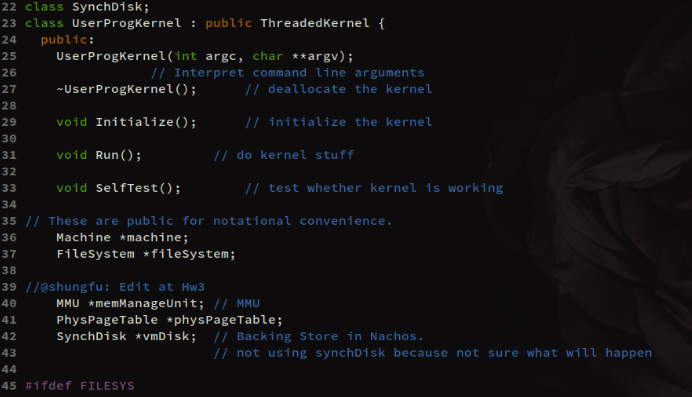 22 class SynchDisk;
23 class UserProgKernel : public ThreadedKernel {
24   public:
25     UserProgKernel(int argc, char **argv);
26                 // Interpret command line arguments
27     ~UserProgKernel();      // deallocate the kernel
28
29     void Initialize();      // initialize the kernel
30
31     void Run();         // do kernel stuff
32
33     void SelfTest();        // test whether kernel is working
34
35 // These are public for notational convenience.
36     Machine *machine;
37     FileSystem *fileSystem;
38
39 //@shungfu: Edit at Hw3
40     MMU *memManageUnit; // MMU
41     PhysPageTable *physPageTable;
42     SynchDisk *vmDisk;  // Backing Store in Nachos.
43                         // not using synchDisk because not sure what will happen
44
45 #ifdef FILESYS